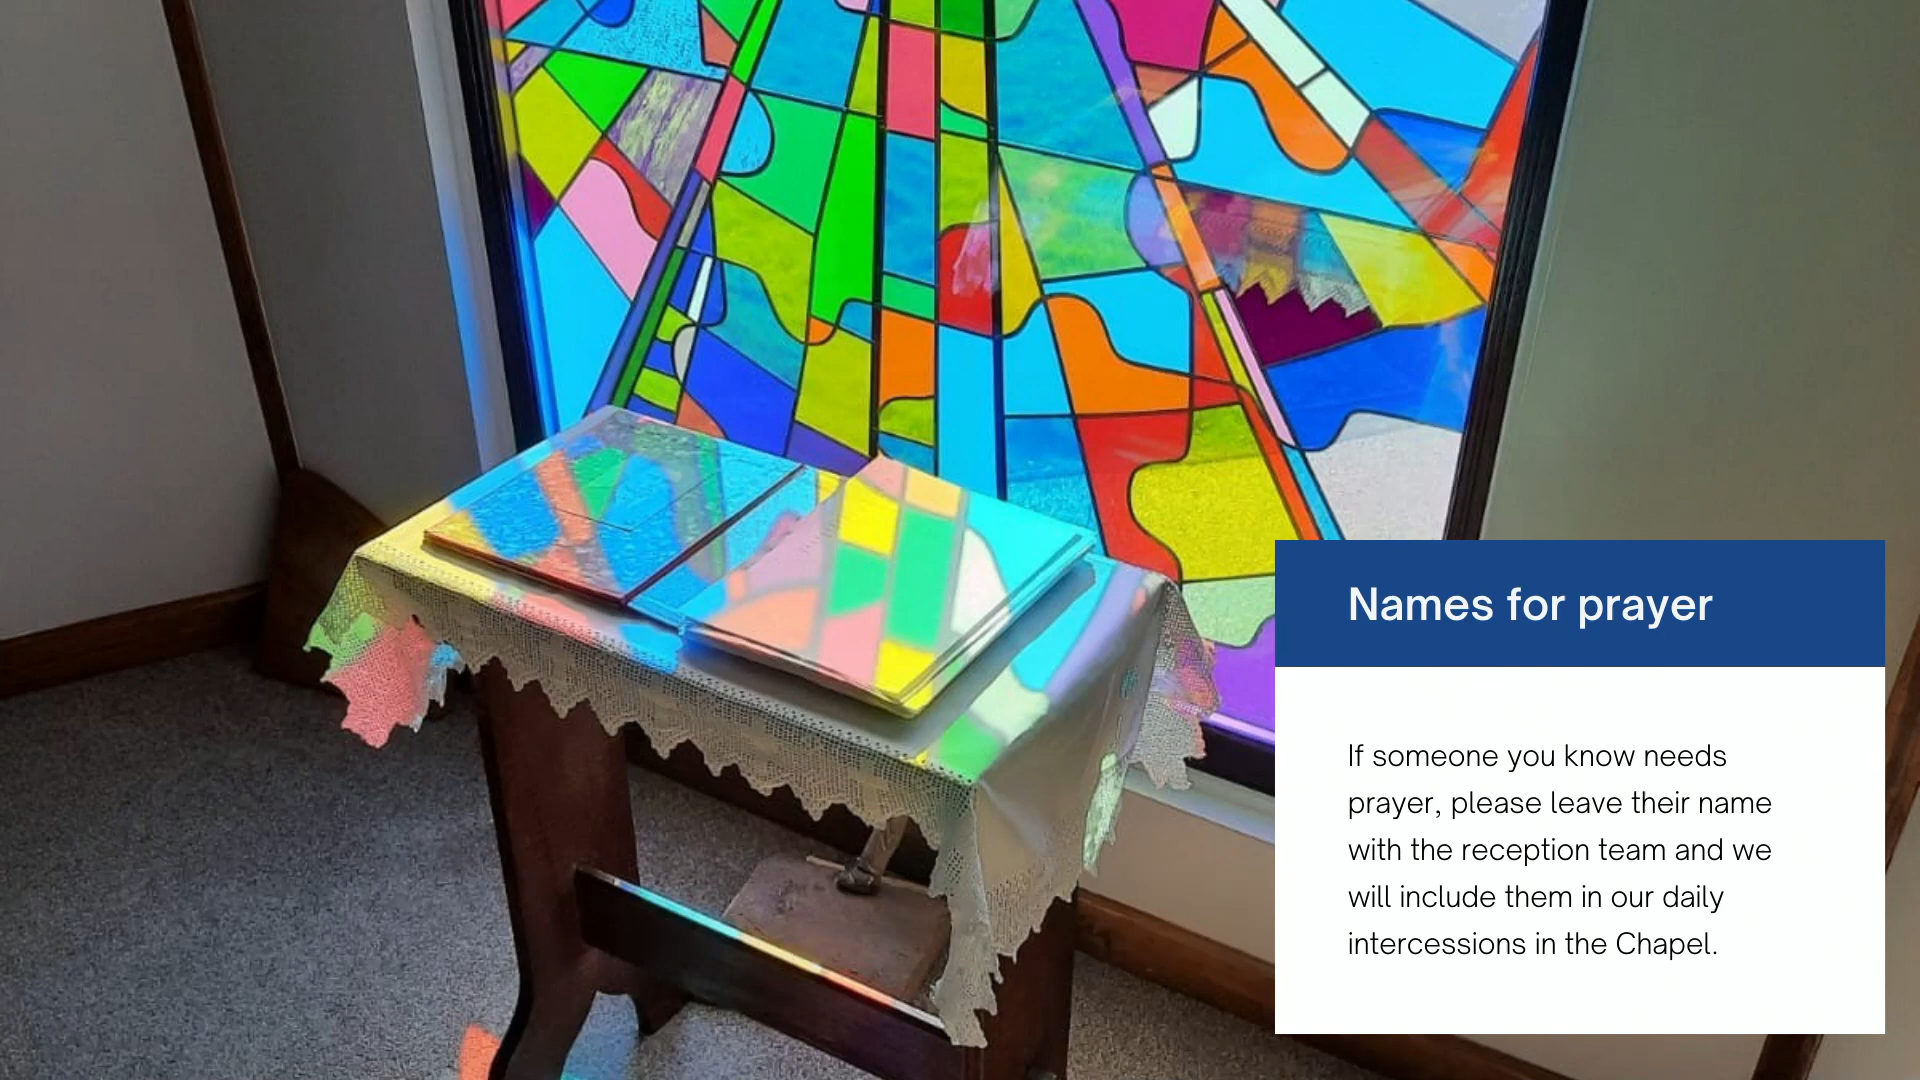 Names for prayer
If someone you know needs
prayer, please leave their name
with the reception team and we
will include them in our daily
intercessions in the Chapel.